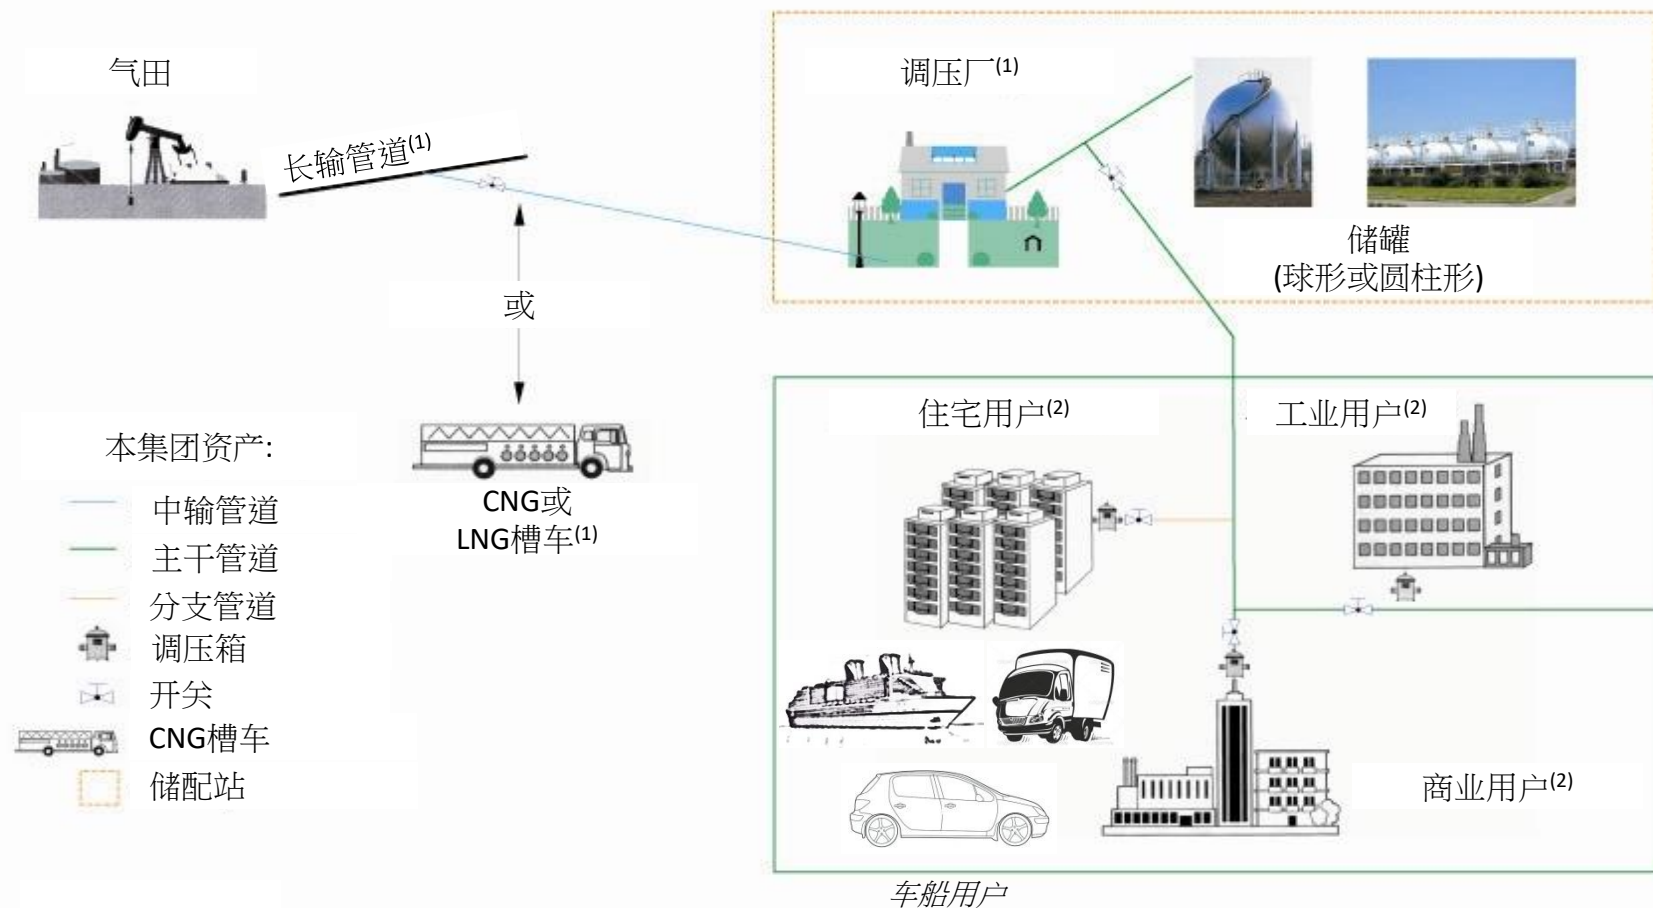 气田
长输管道(1)
或
CNG或
LNG槽车(1)
调压厂(1)
储罐
(球形或圆柱形)
住宅用户(2)
工业用户(2)
商业用户(2)
车船用户
本集团资产:
中输管道
主干管道
分支管道
调压箱
开关
CNG槽车
储配站